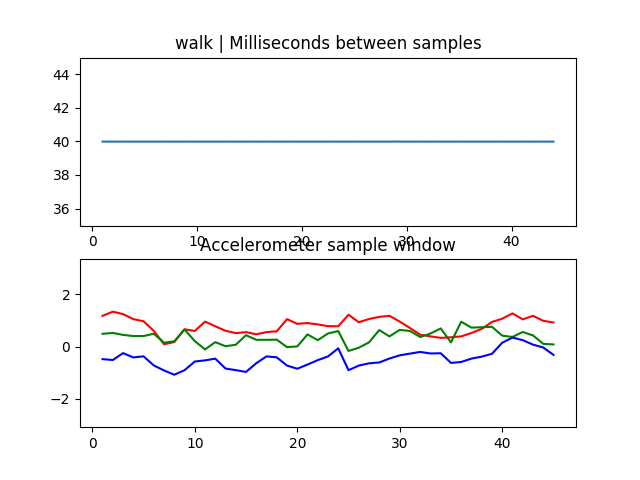 walk | Milliseconds between samples
44
42
40
38
36
0 10 20 30 40
Accelerometer sample window
2
0
−2
0 10 20 30 40